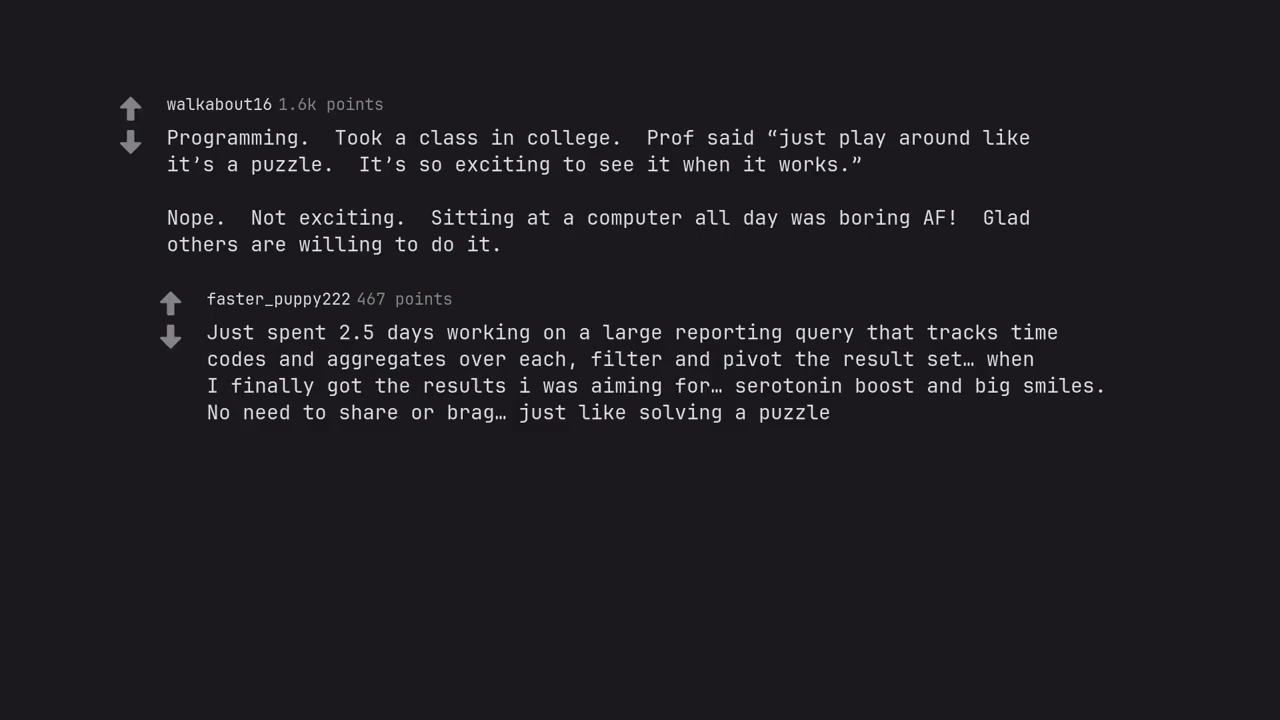 walkabout16 1.6k points
Programming.  Took a class in college.  Prof said “just play around like
it’s a puzzle.  It’s so exciting to see it when it works.”
Nope.  Not exciting.  Sitting at a computer all day was boring AF!  Glad
others are willing to do it.
faster_puppy222 467 points
Just spent 2.5 days working on a large reporting query that tracks time
codes and aggregates over each, filter and pivot the result set… when
I finally got the results i was aiming for… serotonin boost and big smiles.
No need to share or brag… just like solving a puzzle